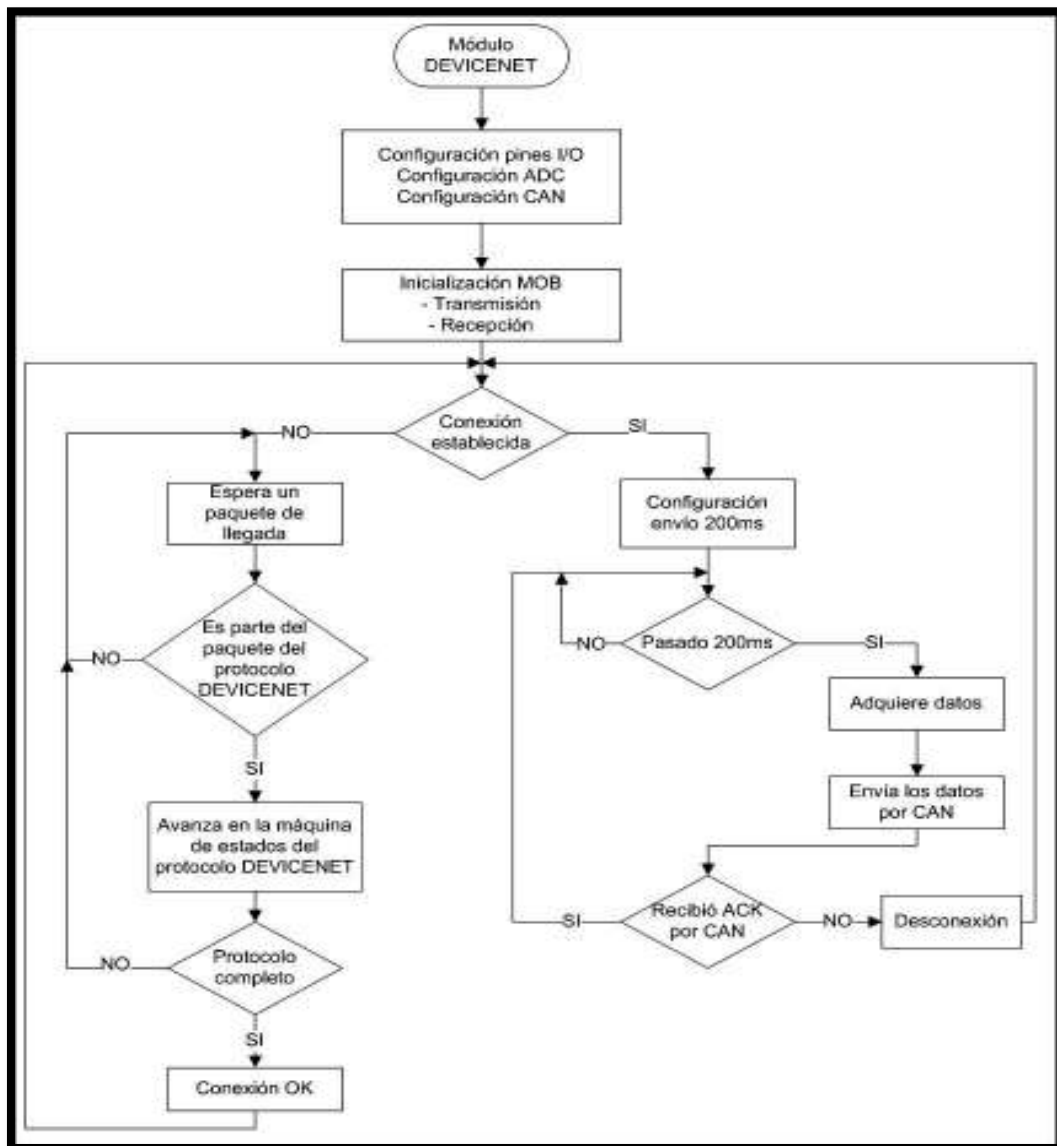 Módulo
DEVICENET
Configuración pines I/O
Configuración ADC
Configuración CAN
Inicialización MOB
- Transmisión
- Recepción
Conexión
establecida
NO
SI
Espera un
paquete de
llegada
Configuración
envío 200ms
Es parte del
paquete del
protocolo
DEVICENET
NO
SI
Pasado 200ms
NO
SI
Adquiere datos
Envía los datos
por CAN
Avanza en la máquina
de estados del
protocolo DEVICENET
Recibió ACK
por CAN
SI
NO
Desconexión
Protocolo
completo
NO
SI
Conexión OK